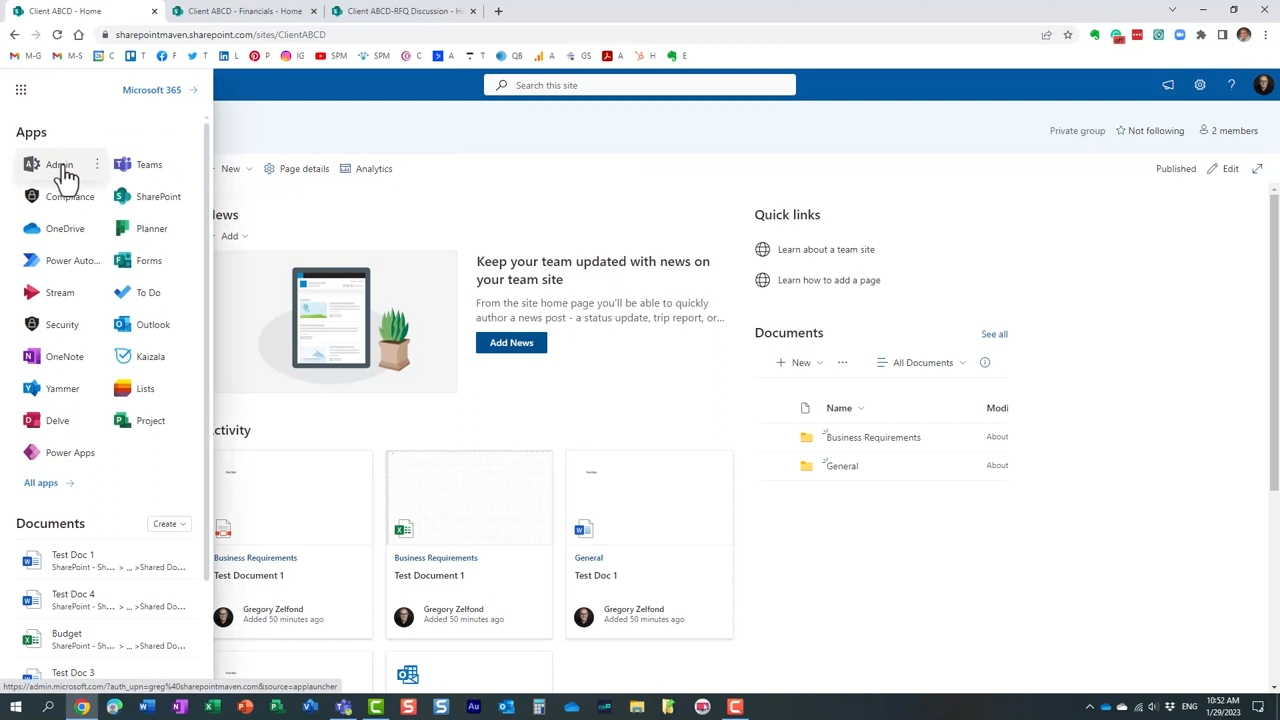 Client ABCD - Home
Client ABCD - Financials - Home
Client ABCD-RFQ Discussion - H
sharepointmaven.sharepoint.com/sites/ClientABCD
M-G
M-S
A
T
F
T
L
P
IG
SPM
SPM
C
A
T
QB
A
GS
A
H
E
Microsoft 365
Search this site
Apps
Private group
Not following
2 members
Admin
Teams
New
Page details
Analytics
Published
Edit
Compliance
SharePoint
News
Quick links
OneDrive
Planner
Add
Learn about a team site
Power Auto...
Forms
Keep your team updated with news on
your team site
Learn how to add a page
Stream
To Do
From the site home page you'll be able to quickly
author a news post - a status update, trip report, or...
Security
Outlook
Add News
Documents
See all
OneNote
Kaizala
New
All Documents
Yammer
Lists
Name
Modi
Delve
Project
Activity
Business Requirements
About
Power Apps
General
About
All apps
Documents
Create
Test Doc 1
SharePoint - Sh... > ... >Shared Do...
Business Requirements
Business Requirements
General
Test Document 1
Test Document 1
Test Doc 1
Test Doc 4
SharePoint - Sh... > ... >Shared Do...
Gregory Zelfond
Added 50 minutes ago
Gregory Zelfond
Added 50 minutes ago
Gregory Zelfond
Added 50 minutes ago
Budget
SharePoint - Sh... > ... >Shared Do...
Test Doc 3
https://admin.microsoft.com/?auth_upn=greg%40sharepointmaven.com&source=applauncher
ENG
10:52 AM
1/29/2023